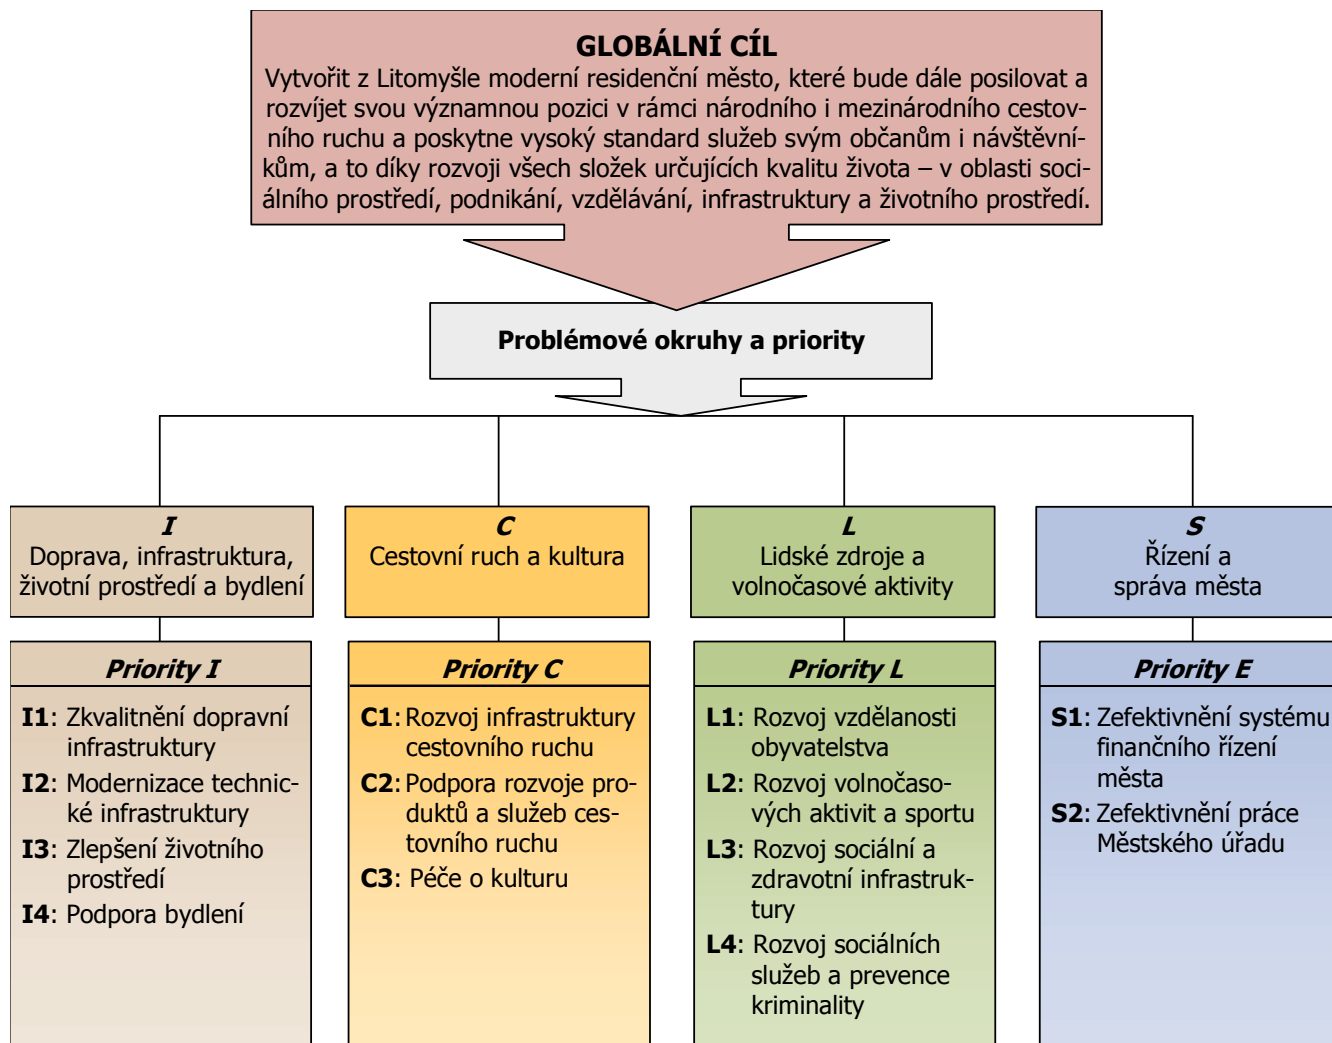 GLOBÁLNÍ CÍL
Vytvořit z Litomyšle moderní residenční město, které bude dále posilovat a
rozvíjet svou významnou pozici v rámci národního i mezinárodního cestov-
ního ruchu a poskytne vysoký standard služeb svým občanům i návštěvní-
kům, a to díky rozvoji všech složek určujících kvalitu života – v oblasti soci-
álního prostředí, podnikání, vzdělávání, infrastruktury a životního prostředí.
Problémové okruhy a priority
I
Doprava, infrastruktura,
životní prostředí a bydlení
C
Cestovní ruch a kultura
L
Lidské zdroje a
volnočasové aktivity
S
Řízení a
správa města
Priority I
I1: Zkvalitnění dopravní
infrastruktury
I2: Modernizace technic-
ké infrastruktury
I3: Zlepšení životního
prostředí
I4: Podpora bydlení
Priority C
C1: Rozvoj infrastruktury
cestovního ruchu
C2: Podpora rozvoje pro-
duktů a služeb ces-
tovního ruchu
C3: Péče o kulturu
Priority L
L1: Rozvoj vzdělanosti
obyvatelstva
L2: Rozvoj volnočaso-
vých aktivit a sportu
L3: Rozvoj sociální a
zdravotní infrastruk-
tury
L4: Rozvoj sociálních
služeb a prevence
kriminality
Priority E
S1: Zefektivnění systému
finančního řízení
města
S2: Zefektivnění práce
Městského úřadu